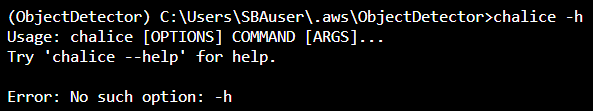 (ObjectDetector) C:\Users\SBAuser\.aws\ObjectDetector>chalice -h
Usage: chalice [OPTIONS] COMMAND [ARGS]...
Try 'chalice --help' for help.
Error: No such option: -h